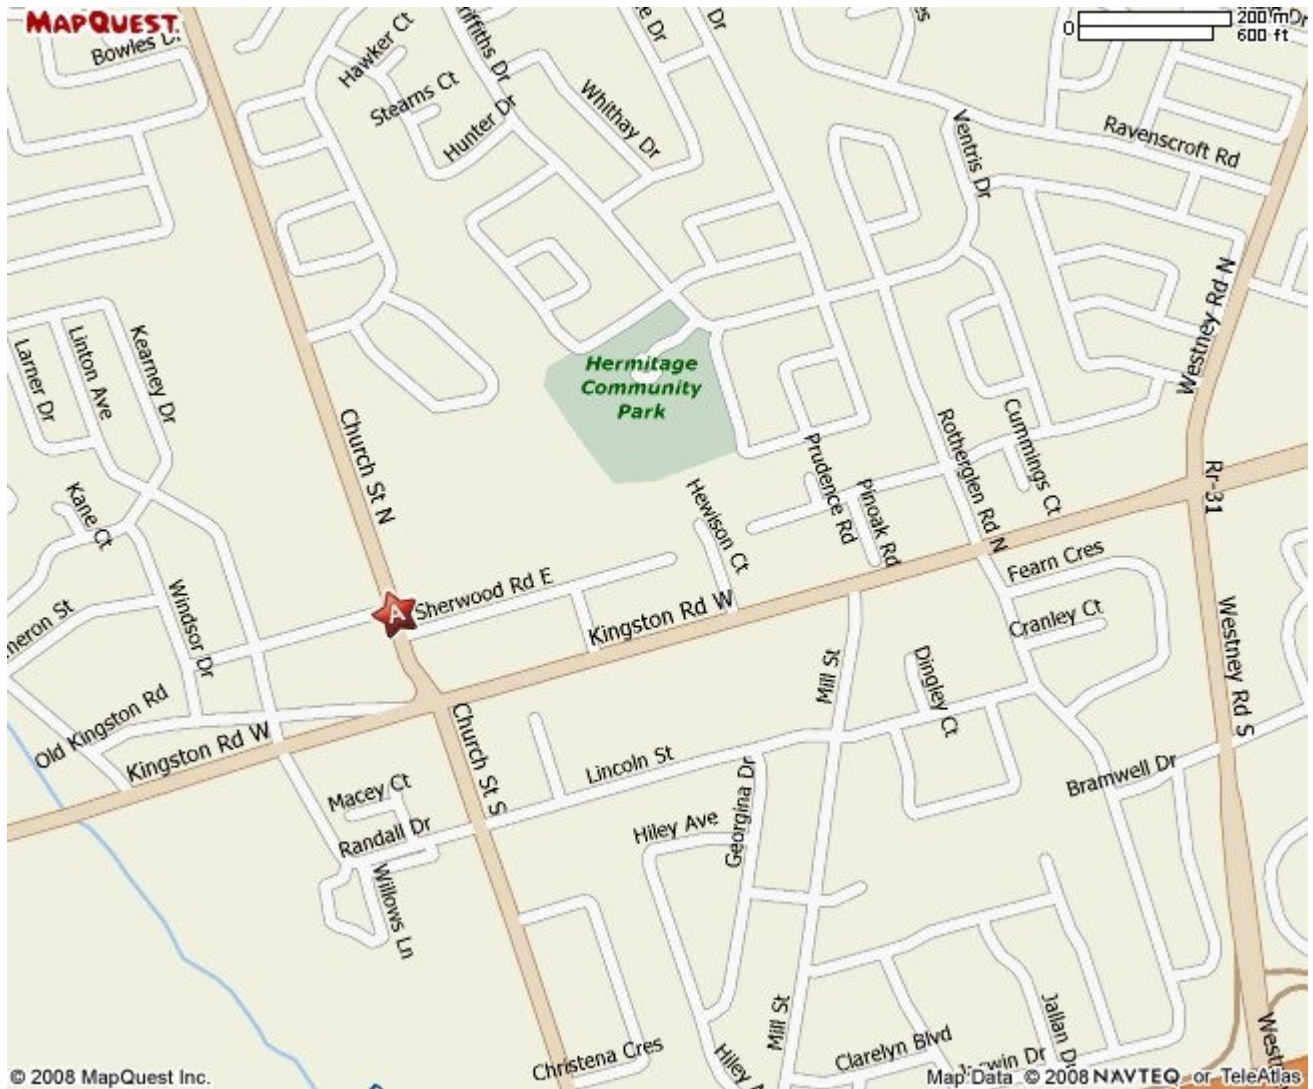 MAPQUEST.
0 200 m
600 ft
Bowles
Hawker Ct
Stearns Ct
Hunter Dr
Dr
Dr
Whithay Dr
Ventris Dr
Ravenscroft Rd
Westney Rd N
Larner Dr
Linton Ave
Kearney Dr
Hermitage
Community
Park
Church St N
Kane Ct
Hewison Ct
Prudence Rd
Pinoak Rd
Rotherglen Rd N
Cummings Ct
Rr-31
Windsor Dr
A
Sherwood Rd E
Kingston Rd W
Fearn Cres
Cranley Ct
Mill St
Dingley Ct
Westney Rd S
Old Kingston Rd
Kingston Rd W
Church St S
Lincoln St
Bramwell Dr
Macey Ct
Randall Dr
Willows Ln
Hiley Ave
Georgina Dr
Christena Cres
Mill St
Hiley
Clarelyn Blvd
Jallan Dr
© 2008 MapQuest Inc.
Map Data © 2008 NAVTEQ or TeleAtlas